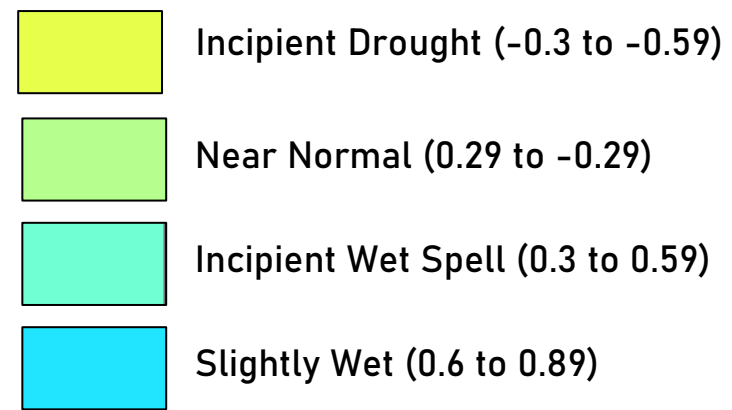 Incipient Drought (-0.3 to -0.59)
Near Normal (0.29 to -0.29)
Incipient Wet Spell (0.3 to 0.59)
Slightly Wet (0.6 to 0.89)